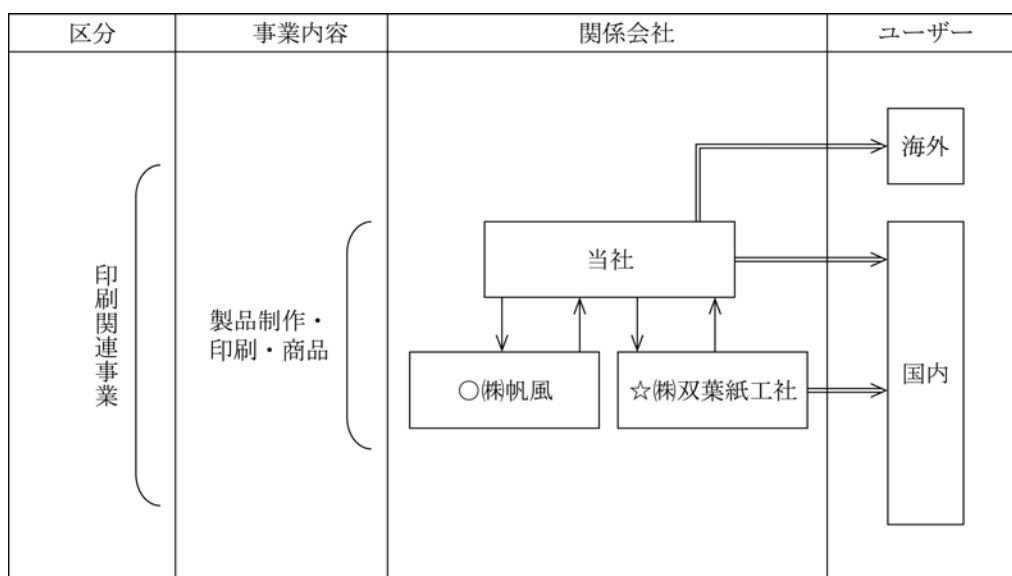 区分 事業内容 関係会社 ユーザー
海外
当社
印刷関連事業
製品制作・
印刷・商品
○㈱帆風
☆㈱双葉紙工社
国内